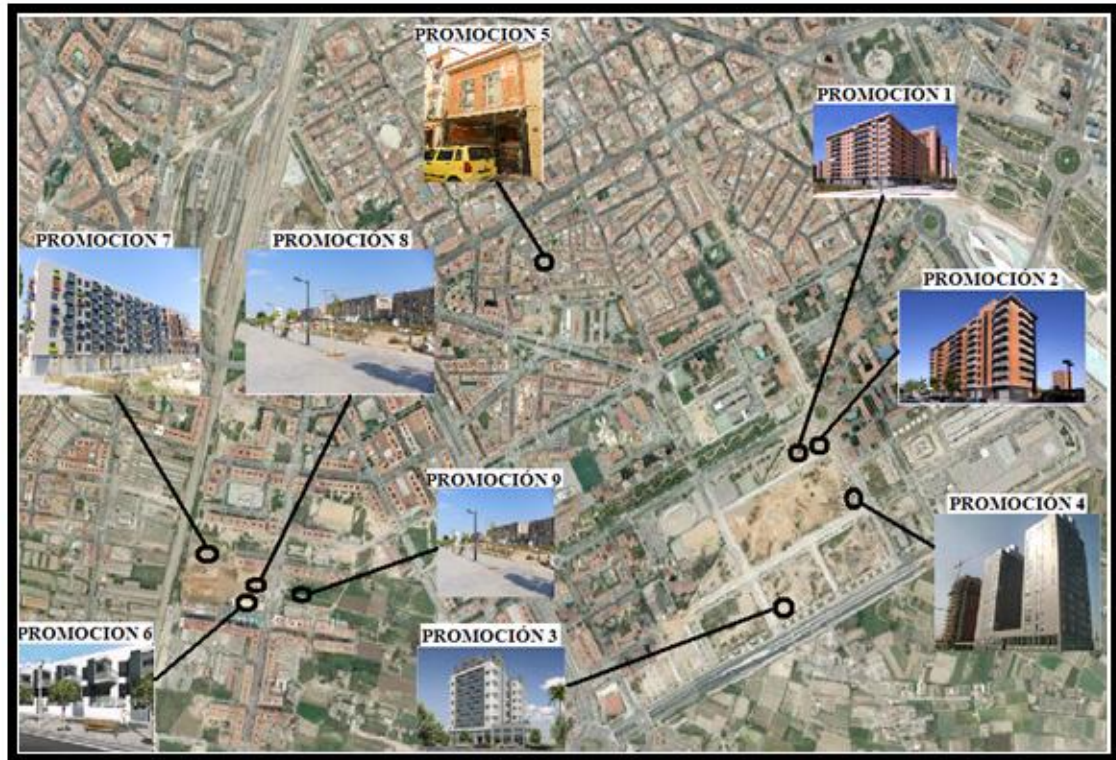 PROMOCION 5
PROMOCION 1
PROMOCION 7
PROMOCIÓN 8
PROMOCIÓN 2
PROMOCIÓN 9
PROMOCIÓN 4
PROMOCION 6
PROMOCIÓN 3